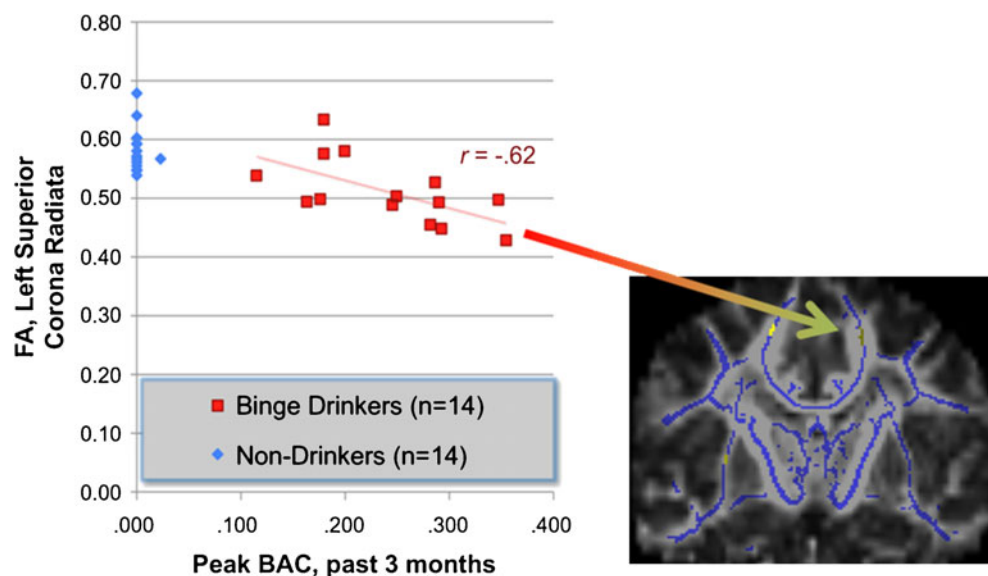 0.80
0.70
0.60
0.50
0.40
0.30
0.20
0.10
0.00
FA, Left Superior
Corona Radiata
r = -.62
Binge Drinkers (n=14)
Non-Drinkers (n=14)
.000 .100 .200 .300 .400
Peak BAC, past 3 months